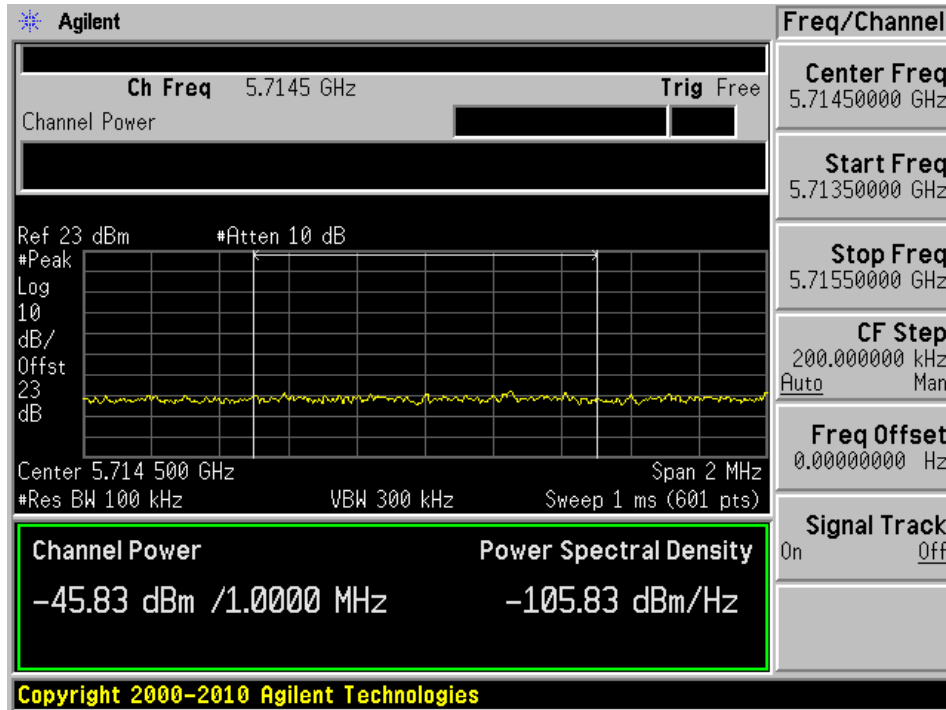 Agilent
Freq/Channel
Ch Freq 5.7145 GHz Trig Free
Channel Power
Ref 23 dBm #Atten 10 dB
#Peak
Log
10
dB/
Offst
23
dB
Center 5.714 500 GHz Span 2 MHz
#Res BW 100 kHz VBW 300 kHz Sweep 1 ms (601 pts)
Channel Power Power Spectral Density
-45.83 dBm /1.0000 MHz -105.83 dBm/Hz
Copyright 2000-2010 Agilent Technologies
Center Freq
5.71450000 GHz
Start Freq
5.71350000 GHz
Stop Freq
5.71550000 GHz
CF Step
200.000000 kHz
Auto Man
Freq Offset
0.00000000 Hz
Signal Track
On Off